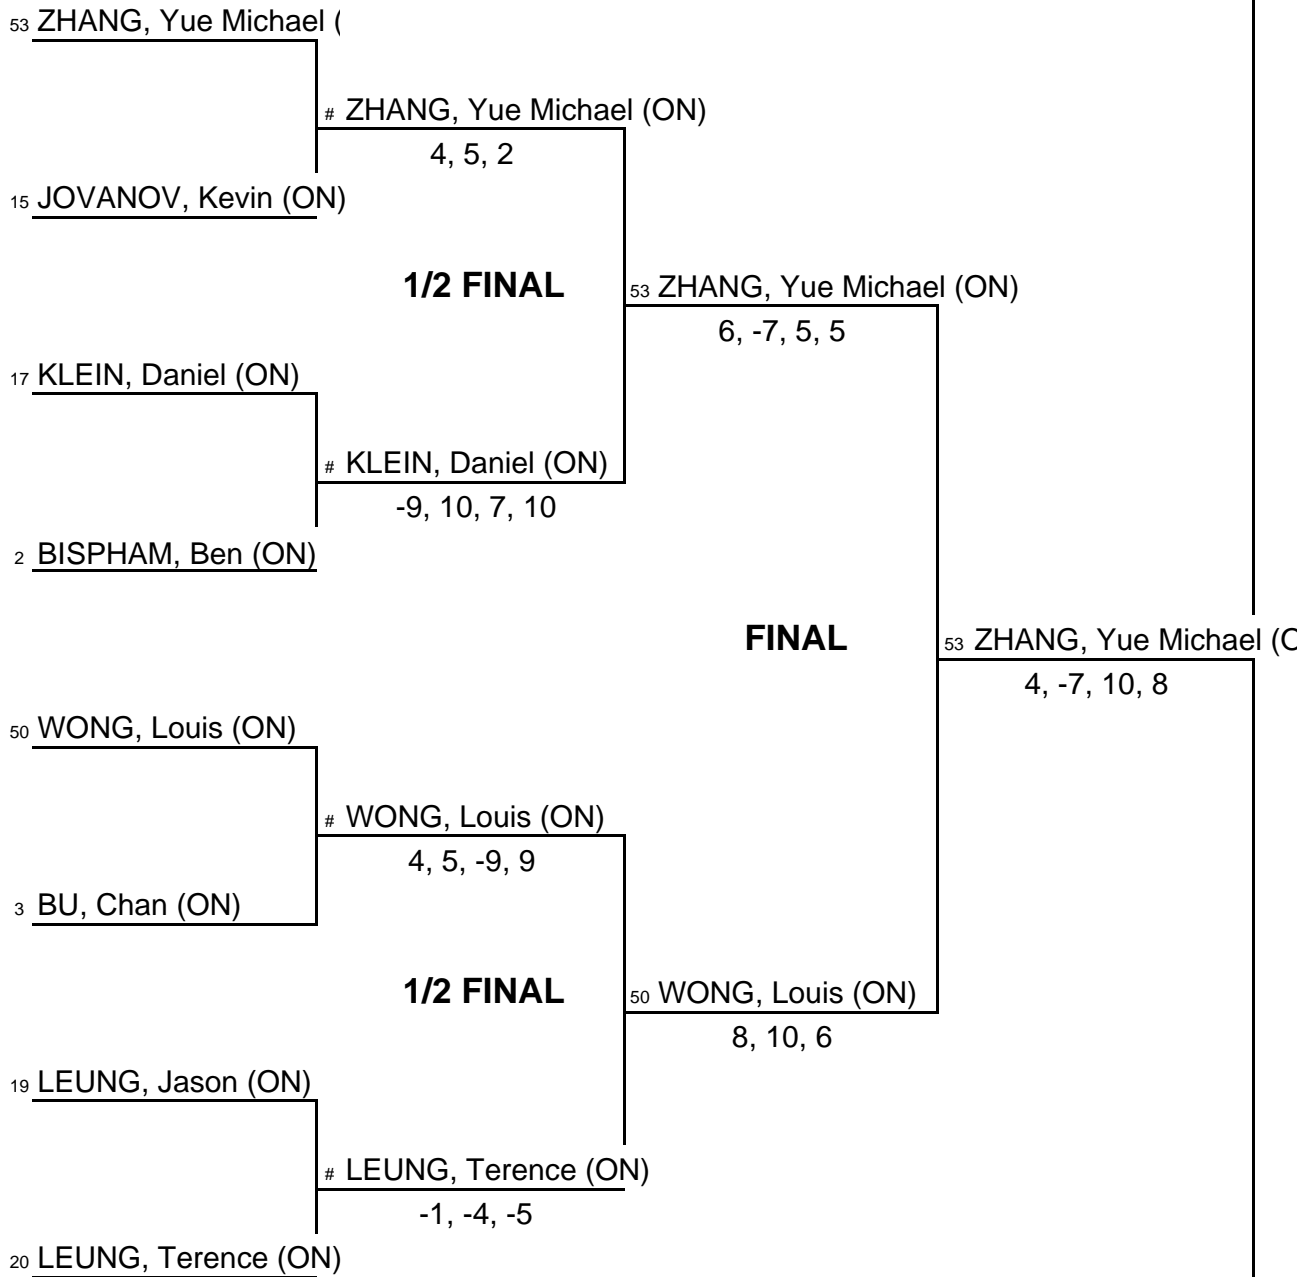 53 ZHANG, Yue Michael (
# ZHANG, Yue Michael (ON)
4, 5, 2
15 JOVANOV, Kevin (ON)
1/2 FINAL
53 ZHANG, Yue Michael (ON)
6, -7, 5, 5
17 KLEIN, Daniel (ON)
# KLEIN, Daniel (ON)
-9, 10, 7, 10
2 BISPHAM, Ben (ON)
FINAL
53 ZHANG, Yue Michael (O
4, -7, 10, 8
50 WONG, Louis (ON)
# WONG, Louis (ON)
4, 5, -9, 9
3 BU, Chan (ON)
1/2 FINAL
50 WONG, Louis (ON)
8, 10, 6
19 LEUNG, Jason (ON)
# LEUNG, Terence (ON)
-1, -4, -5
20 LEUNG, Terence (ON)